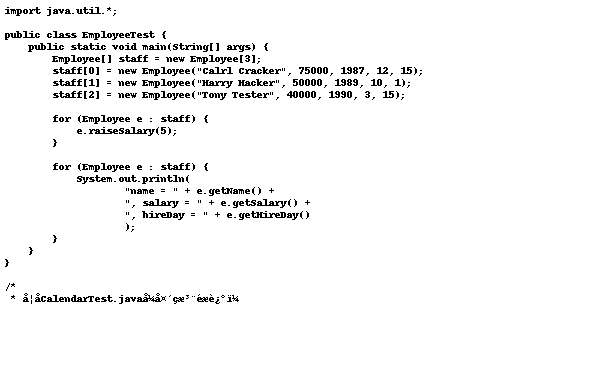 import java.util.*;
public class EmployeeTest {
public static void main(String[] args) {
Employee[] staff = new Employee[3];
staff[0] = new Employee("Calrl Cracker", 75000, 1987, 12, 15);
staff[1] = new Employee("Harry Hacker", 50000, 1989, 10, 1);
staff[2] = new Employee("Tony Tester", 40000, 1990, 3, 15);
for (Employee e : staff) {
e.raiseSalary(5);
}
for (Employee e : staff) {
System.out.println(
"name = " + e.getName() +
", salary = " + e.getSalary() +
", hireDay = " + e.getHireDay()
);
}
}
}
/*
* å¦åCalendarTest.javaå¼å¤´çæ³¨éæè¿°ï¼